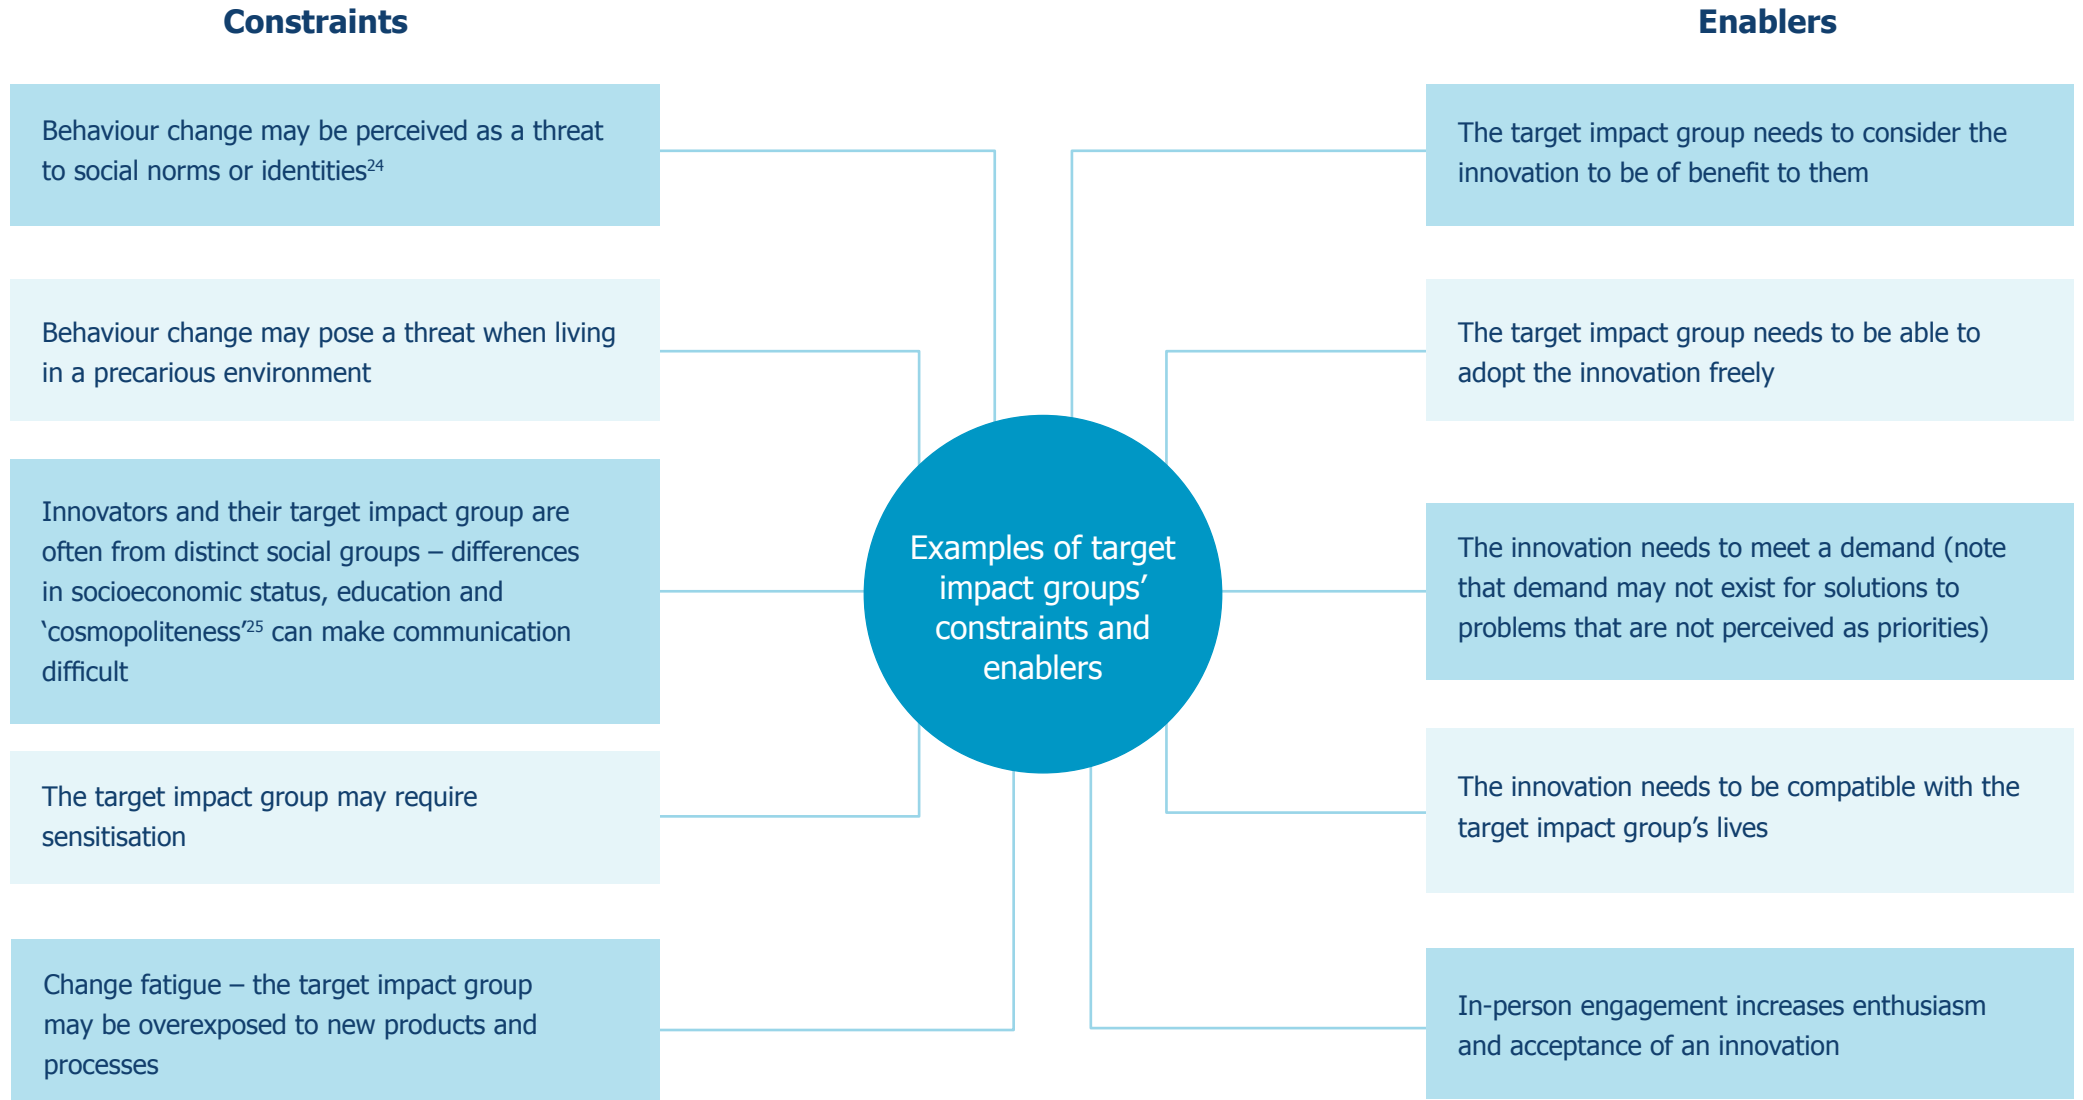 Constraints
Behaviour change may be perceived as a threat
to social norms or identities24
Behaviour change may pose a threat when living
in a precarious environment
Innovators and their target impact group are
often from distinct social groups – differences
in socioeconomic status, education and
‘cosmopoliteness’25 can make communication
difficult
The target impact group may require
sensitisation
Change fatigue – the target impact group
may be overexposed to new products and
processes
Examples of target
impact groups’
constraints and
enablers
Enablers
The target impact group needs to consider the
innovation to be of benefit to them
The target impact group needs to be able to
adopt the innovation freely
The innovation needs to meet a demand (note
that demand may not exist for solutions to
problems that are not perceived as priorities)
The innovation needs to be compatible with the
target impact group’s lives
In-person engagement increases enthusiasm
and acceptance of an innovation